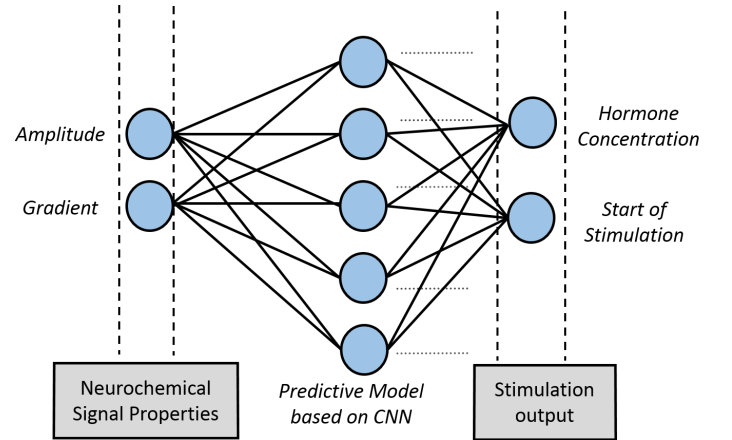 Amplitude
Gradient
Hormone
Concentration
Start of
Stimulation
Neurochemical
Signal Properties
Predictive Model
based on CNN
Stimulation
output